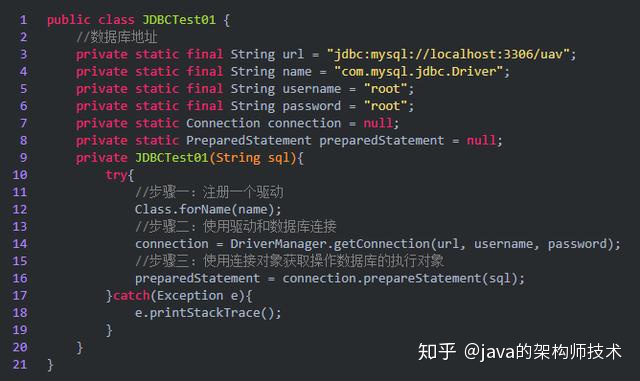 1 public class JDBCTest01 {
2     //数据库地址
3     private static final String url = "jdbc:mysql://localhost:3306/uav";
4     private static final String name = "com.mysql.jdbc.Driver";
5     private static final String username = "root";
6     private static final String password = "root";
7     private static Connection connection = null;
8     private static PreparedStatement preparedStatement = null;
9     private JDBCTest01(String sql){
10         try{
11             //步骤一：注册一个驱动
12             Class.forName(name);
13             //步骤二：使用驱动和数据库连接
14             connection = DriverManager.getConnection(url, username, password);
15             //步骤三：使用连接对象获取操作数据库的执行对象
16             preparedStatement = connection.prepareStatement(sql);
17         }catch(Exception e){
18             e.printStackTrace();
19         }
20     }
21 }
知乎 @java的架构师技术